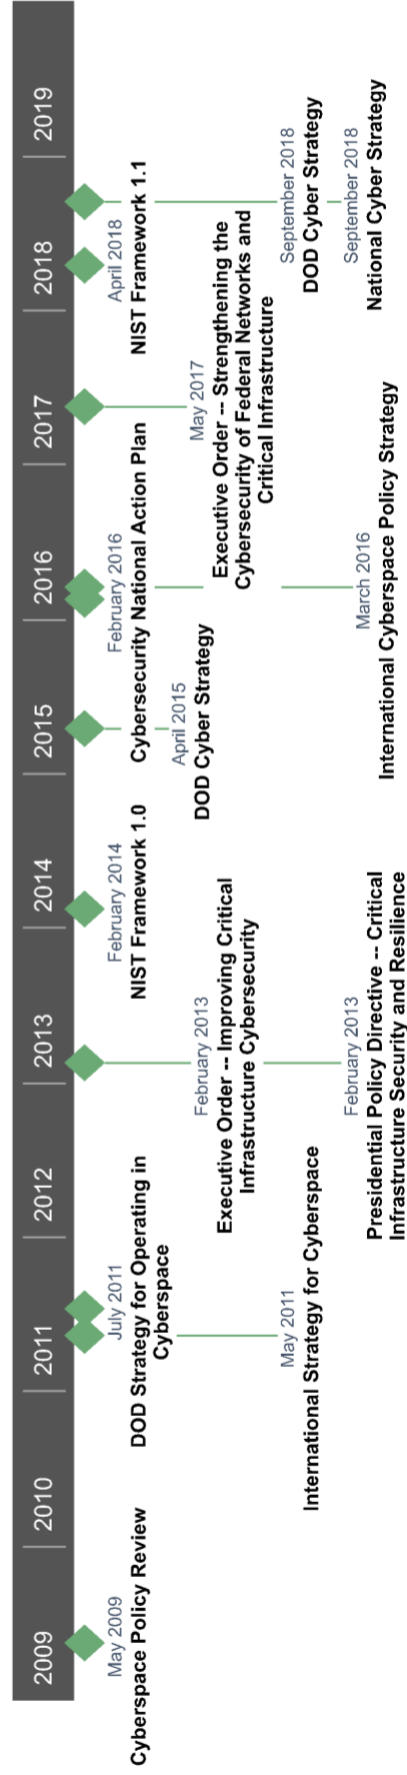 2009
2010
2011
2012
2013
2014
2015
2016
2017
2018
2019
May 2009
Cyberspace Policy Review
July 2011
DOD Strategy for Operating in
Cyberspace
May 2011
International Strategy for Cyberspace
February 2013
Executive Order -- Improving Critical
Infrastructure Cybersecurity
February 2013
Presidential Policy Directive -- Critical
Infrastructure Security and Resilience
February 2014
NIST Framework 1.0
April 2015
DOD Cyber Strategy
February 2016
Cybersecurity National Action Plan
March 2016
International Cyberspace Policy Strategy
May 2017
Executive Order -- Strengthening the
Cybersecurity of Federal Networks and
Critical Infrastructure
April 2018
NIST Framework 1.1
September 2018
DOD Cyber Strategy
September 2018
National Cyber Strategy